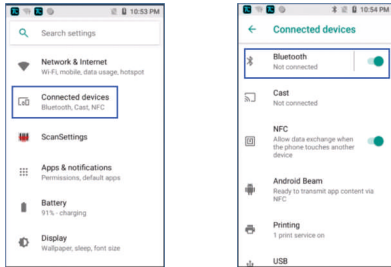 10:53 PM
Search settings
Network & Internet
Wi-Fi, mobile, data usage, hotspot
Connected devices
Bluetooth, Cast, NFC
ScanSettings
Apps & notifications
Permissions, default apps
Battery
91% - charging
Display
Wallpaper, sleep, font size
10:54 PM
Connected devices
Bluetooth
Not connected
Cast
Not connected
NFC
Allow data exchange when
the phone touches another
device
Android Beam
Ready to transmit app content via
NFC
Printing
1 print service on
USB